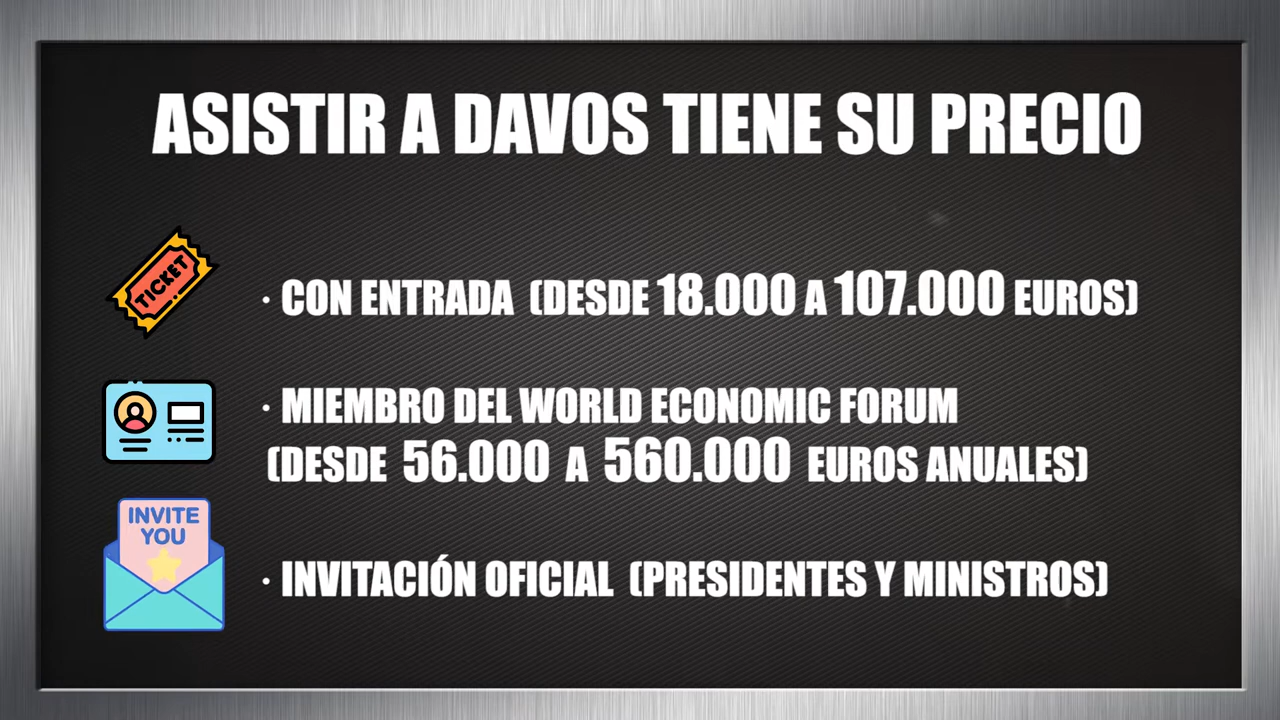 ASISTIR A DAVOS TIENE SU PRECIO
TICKET
· CON ENTRADA (DESDE 18.000 A 107.000 EUROS)
· MIEMBRO DEL WORLD ECONOMIC FORUM
(DESDE 56.000 A 560.000 EUROS ANUALES)
INVITE
YOU
· INVITACIÓN OFICIAL (PRESIDENTES Y MINISTROS)